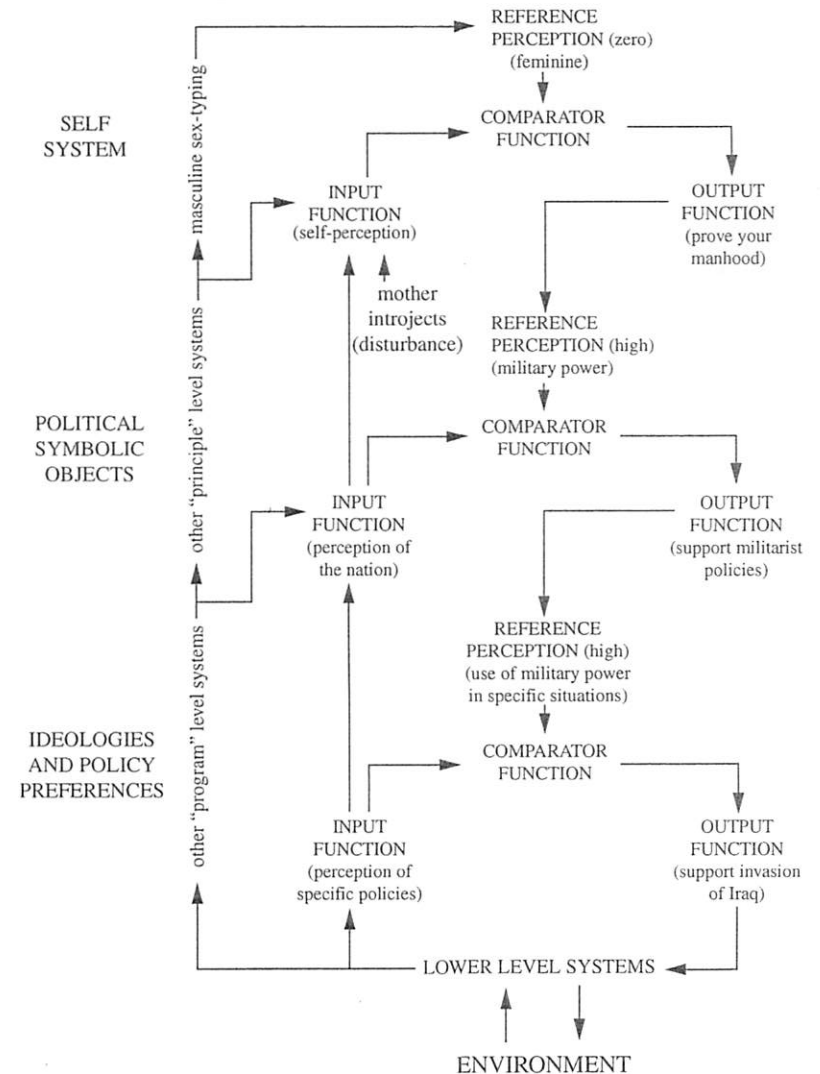 REFERENCE
PERCEPTION (zero)
(feminine)
masculine sex-typing
SELF
SYSTEM
COMPARATOR
FUNCTION
INPUT
FUNCTION
(self-perception)
OUTPUT
FUNCTION
(prove your
manhood)
mother
introjects
(disturbance)
REFERENCE
PERCEPTION (high)
(military power)
other "principle" level systems
POLITICAL
SYMBOLIC
OBJECTS
COMPARATOR
FUNCTION
INPUT
FUNCTION
(perception of
the nation)
OUTPUT
FUNCTION
(support militarist
policies)
REFERENCE
PERCEPTION (high)
(use of military power
in specific situations)
other "program" level systems
IDEOLOGIES
AND POLICY
PREFERENCES
COMPARATOR
FUNCTION
INPUT
FUNCTION
(perception of
specific policies)
OUTPUT
FUNCTION
(support invasion
of Iraq)
LOWER LEVEL SYSTEMS
ENVIRONMENT